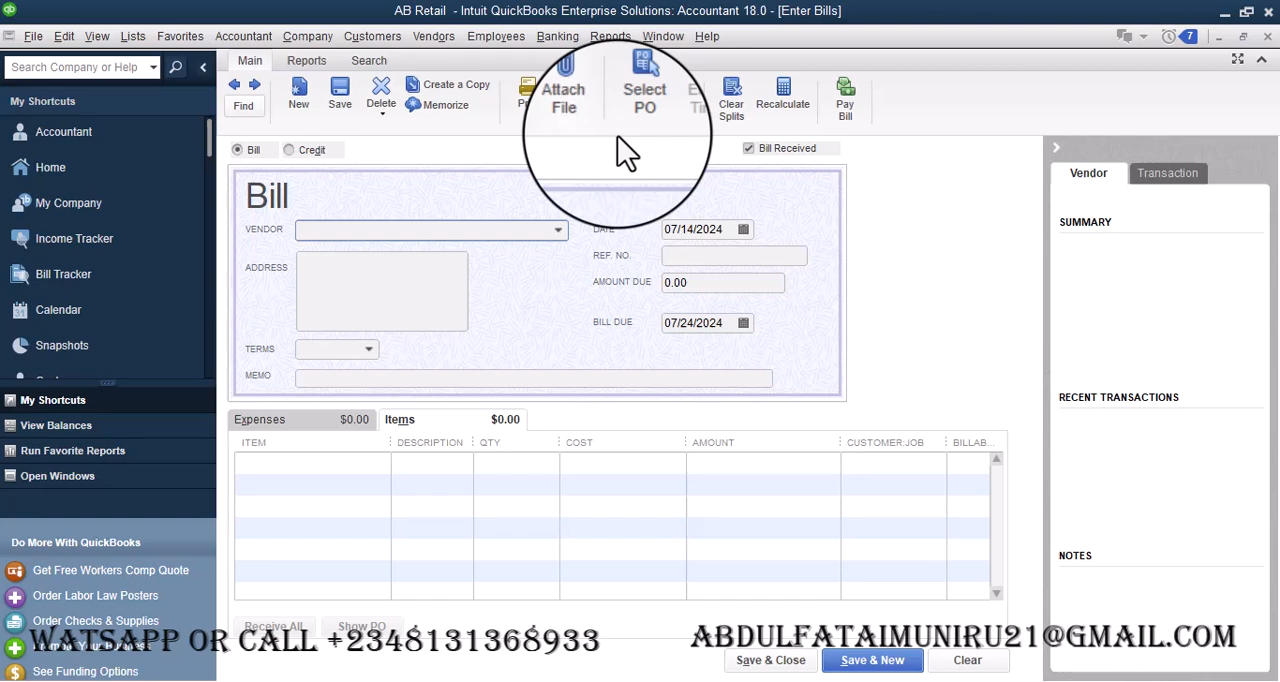 AB Retail - Intuit QuickBooks Enterprise Solutions: Accountant 18.0 - [Enter Bills]
File Edit View Lists Favorites Accountant Company Customers Vendors Employees Banking Reports Window Help
7
Search Company or Help
Main Reports Search
Find
New
Save
Delete
Create a Copy
Memorize
Attach File
Select PO
Clear Splits
Recalculate
Pay Bill
My Shortcuts
Accountant
Home
My Company
Income Tracker
Bill Tracker
Calendar
Snapshots
My Shortcuts
View Balances
Run Favorite Reports
Open Windows
Do More With QuickBooks
Get Free Workers Comp Quote
Order Labor Law Posters
Order Checks & Supplies
See Funding Options
Bill Credit
Bill Received
Bill
VENDOR
ADDRESS
TERMS
MEMO
DATE 07/14/2024
REF. NO.
AMOUNT DUE 0.00
BILL DUE 07/24/2024
Expenses $0.00 Items $0.00
ITEM DESCRIPTION QTY COST AMOUNT CUSTOMER:JOB BILLAB...
Receive All Show PO
Save & Close Save & New Clear
Vendor Transaction
SUMMARY
RECENT TRANSACTIONS
NOTES
WATSAPP OR CALL +2348131368933
ABDULFATAIMUNIRU21@GMAIL.COM